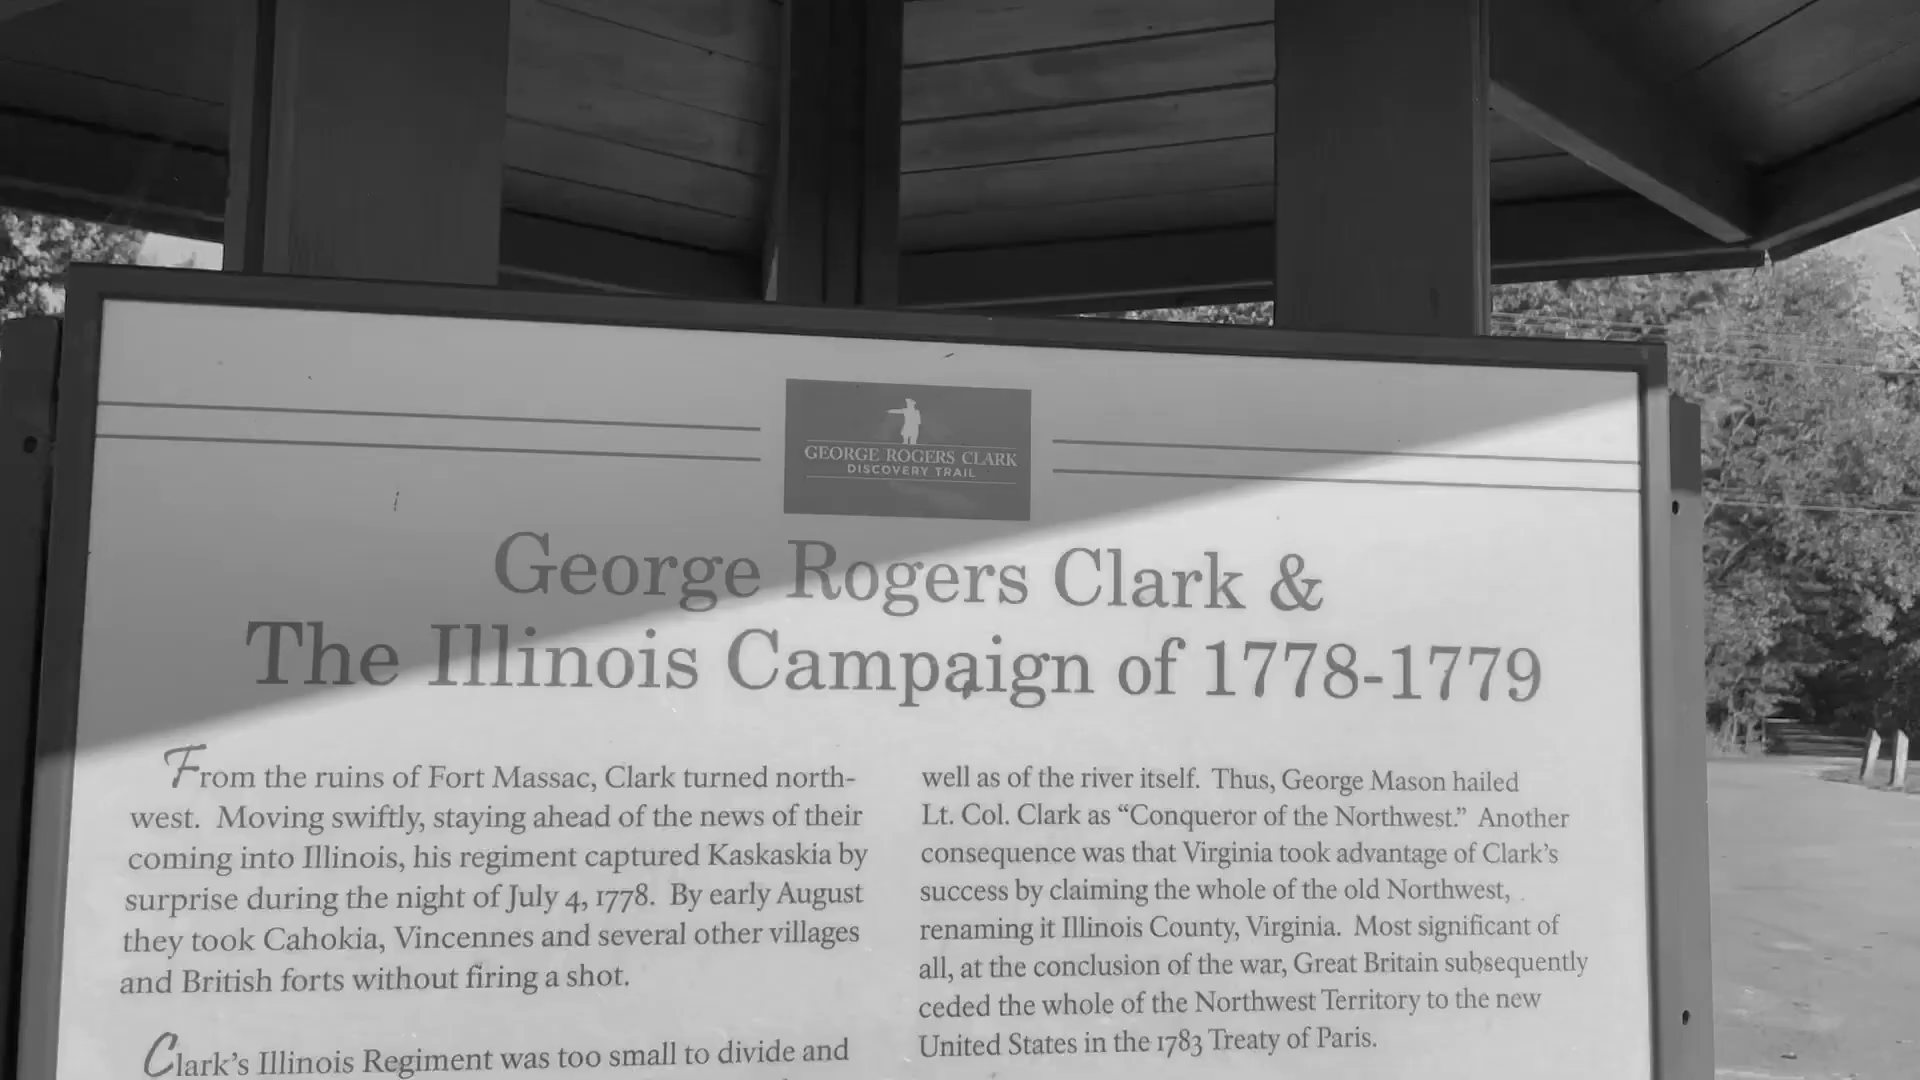 GEORGE ROGERS CLARK
DISCOVERY TRAIL
George Rogers Clark &
The Illinois Campaign of 1778-1779
From the ruins of Fort Massac, Clark turned north-
west. Moving swiftly, staying ahead of the news of their
coming into Illinois, his regiment captured Kaskaskia by
surprise during the night of July 4, 1778. By early August
they took Cahokia, Vincennes and several other villages
and British forts without firing a shot.
Clark's Illinois Regiment was too small to divide and
well as of the river itself. Thus, George Mason hailed
Lt. Col. Clark as “Conqueror of the Northwest.” Another
consequence was that Virginia took advantage of Clark's
success by claiming the whole of the old Northwest,
renaming it Illinois County, Virginia. Most significant of
all, at the conclusion of the war, Great Britain subsequently
ceded the whole of the Northwest Territory to the new
United States in the 1783 Treaty of Paris.